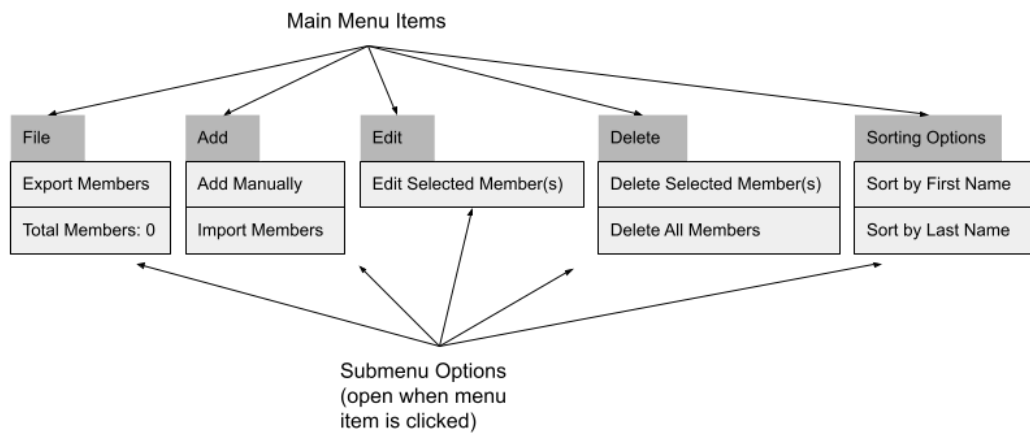 Main Menu Items
File
Add
Edit
Delete
Sorting Options
Export Members
Add Manually
Edit Selected Member(s)
Delete Selected Member(s)
Sort by First Name
Total Members: 0
Import Members
Delete All Members
Sort by Last Name
Submenu Options
(open when menu
item is clicked)